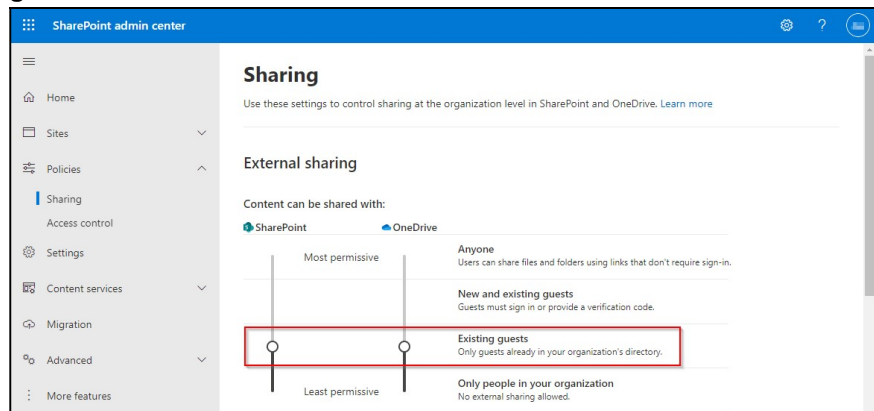 SharePoint admin center
?
Home
Sites
Policies
Sharing
Access control
Settings
Content services
Migration
Advanced
More features
Sharing
Use these settings to control sharing at the organization level in SharePoint and OneDrive. Learn more
External sharing
Content can be shared with:
SharePoint OneDrive
Most permissive
Anyone
Users can share files and folders using links that don't require sign-in.
New and existing guests
Guests must sign in or provide a verification code.
Existing guests
Only guests already in your organization's directory.
Least permissive
Only people in your organization
No external sharing allowed.